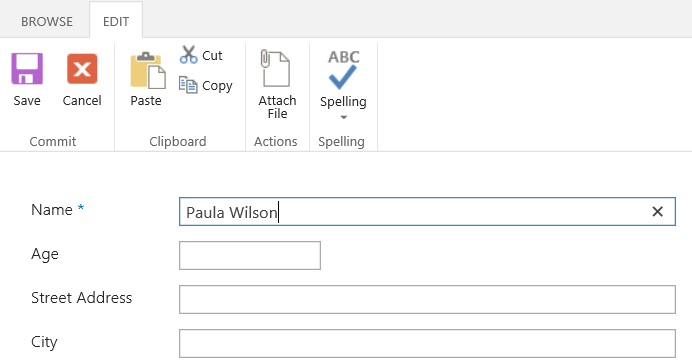 BROWSE EDIT
Save Cancel Paste Cut Copy Attach File ABC Spelling
Commit Clipboard Actions Spelling
Name * Paula Wilson
Age
Street Address
City